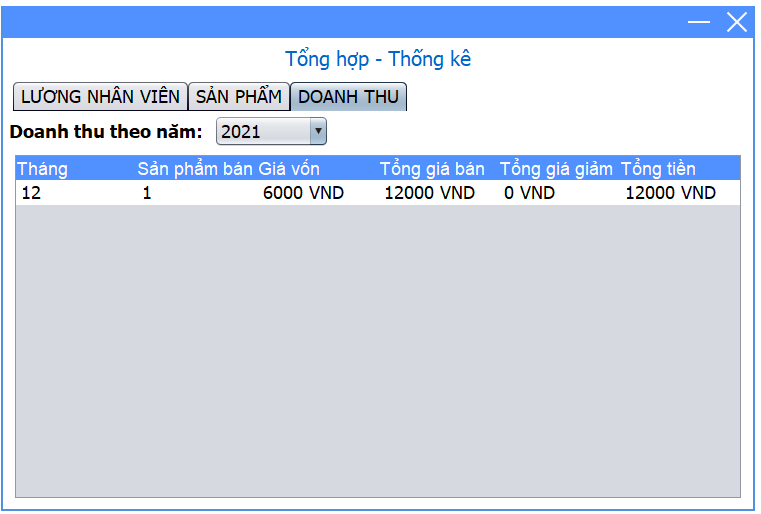 Tổng hợp - Thống kê
LƯƠNG NHÂN VIÊN SẢN PHẨM DOANH THU
Doanh thu theo năm: 2021
Tháng Sản phẩm bán Giá vốn Tổng giá bán Tổng giá giảm Tổng tiền
12 1 6000 VND 12000 VND 0 VND 12000 VND